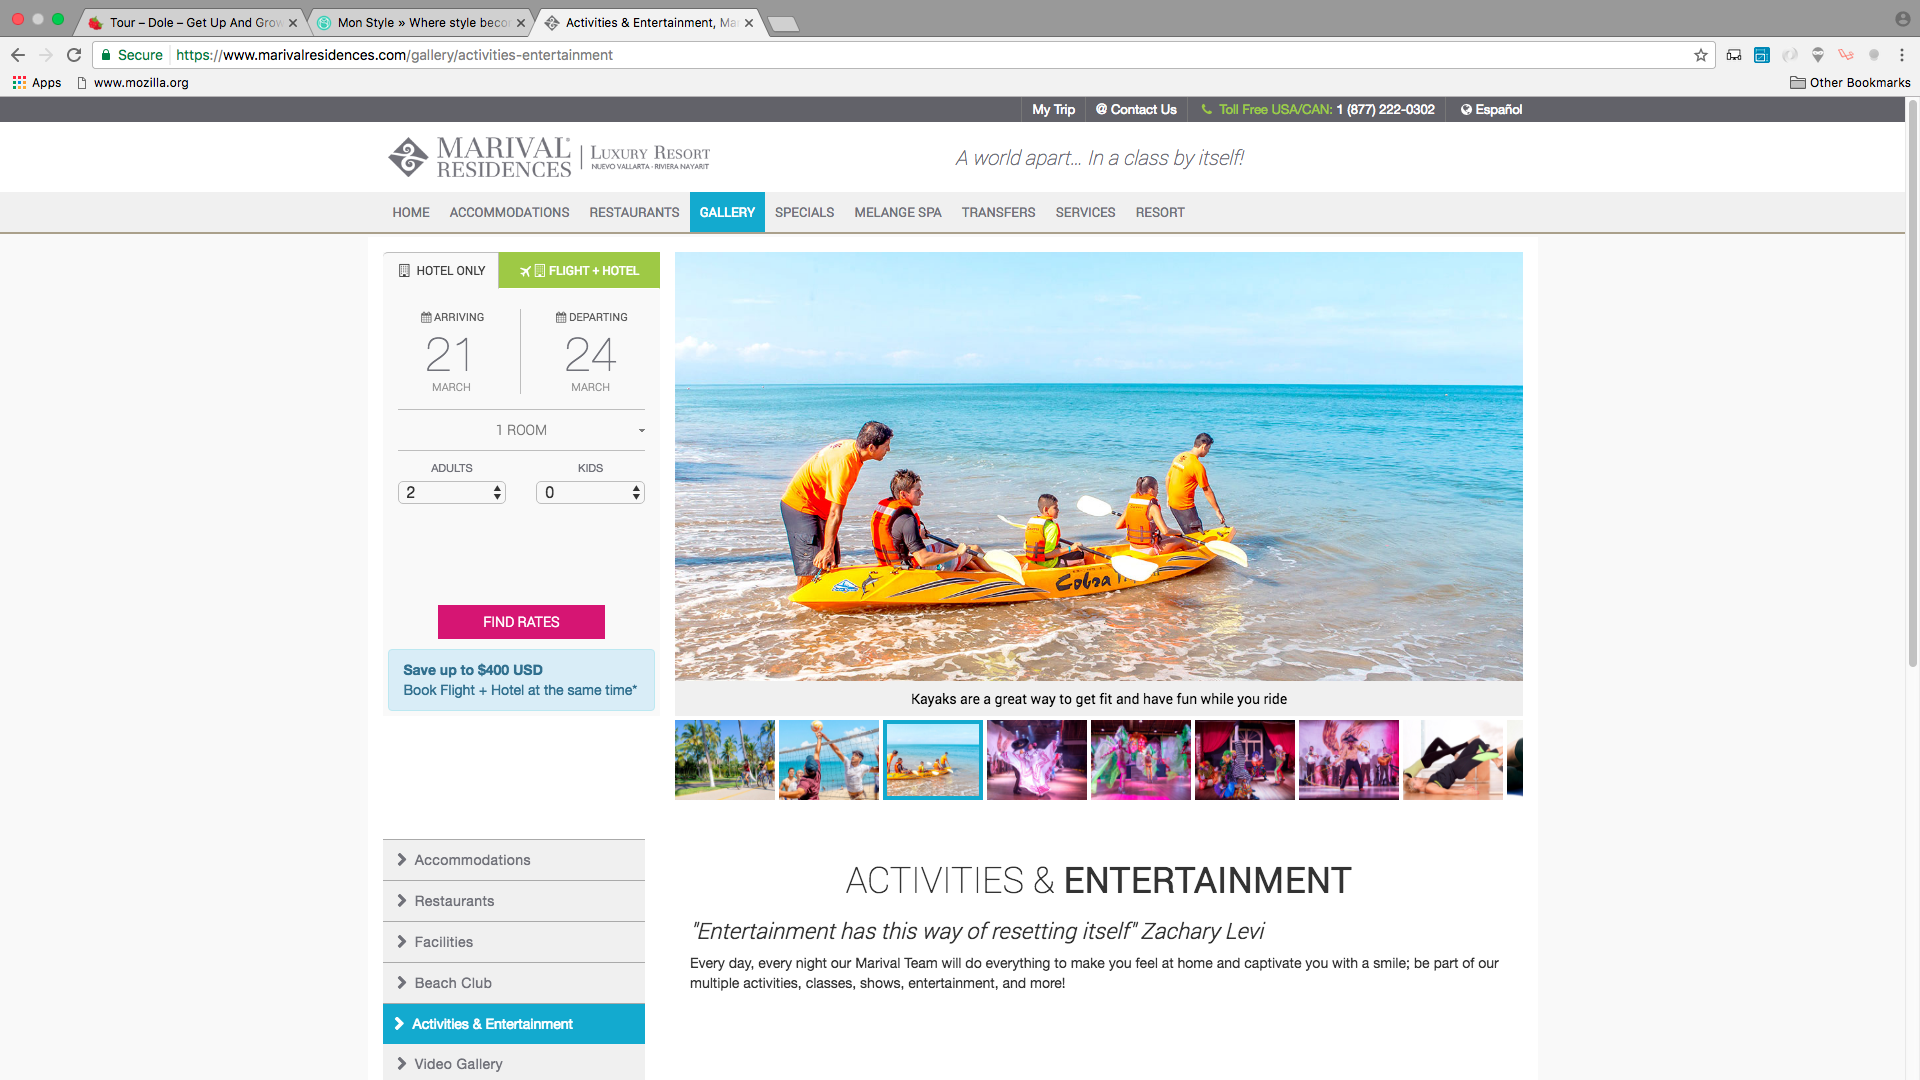 Tour – Dole – Get Up And Grow
Mon Style » Where style becor
Activities & Entertainment, Ma
Secure
https://www.marivalresidences.com/gallery/activities-entertainment
Apps
www.mozilla.org
Other Bookmarks
My Trip
@ Contact Us
Toll Free USA/CAN: 1 (877) 222-0302
Español
MARIVAL®
RESIDENCES
LUXURY RESORT
NUEVO VALLARTA - RIVIERA NAYARIT
A world apart... In a class by itself!
HOME
ACCOMMODATIONS
RESTAURANTS
GALLERY
SPECIALS
MELANGE SPA
TRANSFERS
SERVICES
RESORT
HOTEL ONLY
FLIGHT + HOTEL
ARRIVING
DEPARTING
21
24
MARCH
MARCH
1 ROOM
ADULTS
KIDS
2
0
FIND RATES
Save up to $400 USD
Book Flight + Hotel at the same time*
Cobra
Kayaks are a great way to get fit and have fun while you ride
Accommodations
Restaurants
Facilities
Beach Club
Activities & Entertainment
Video Gallery
ACTIVITIES & ENTERTAINMENT
"Entertainment has this way of resetting itself" Zachary Levi
Every day, every night our Marival Team will do everything to make you feel at home and captivate you with a smile; be part of our
multiple activities, classes, shows, entertainment, and more!